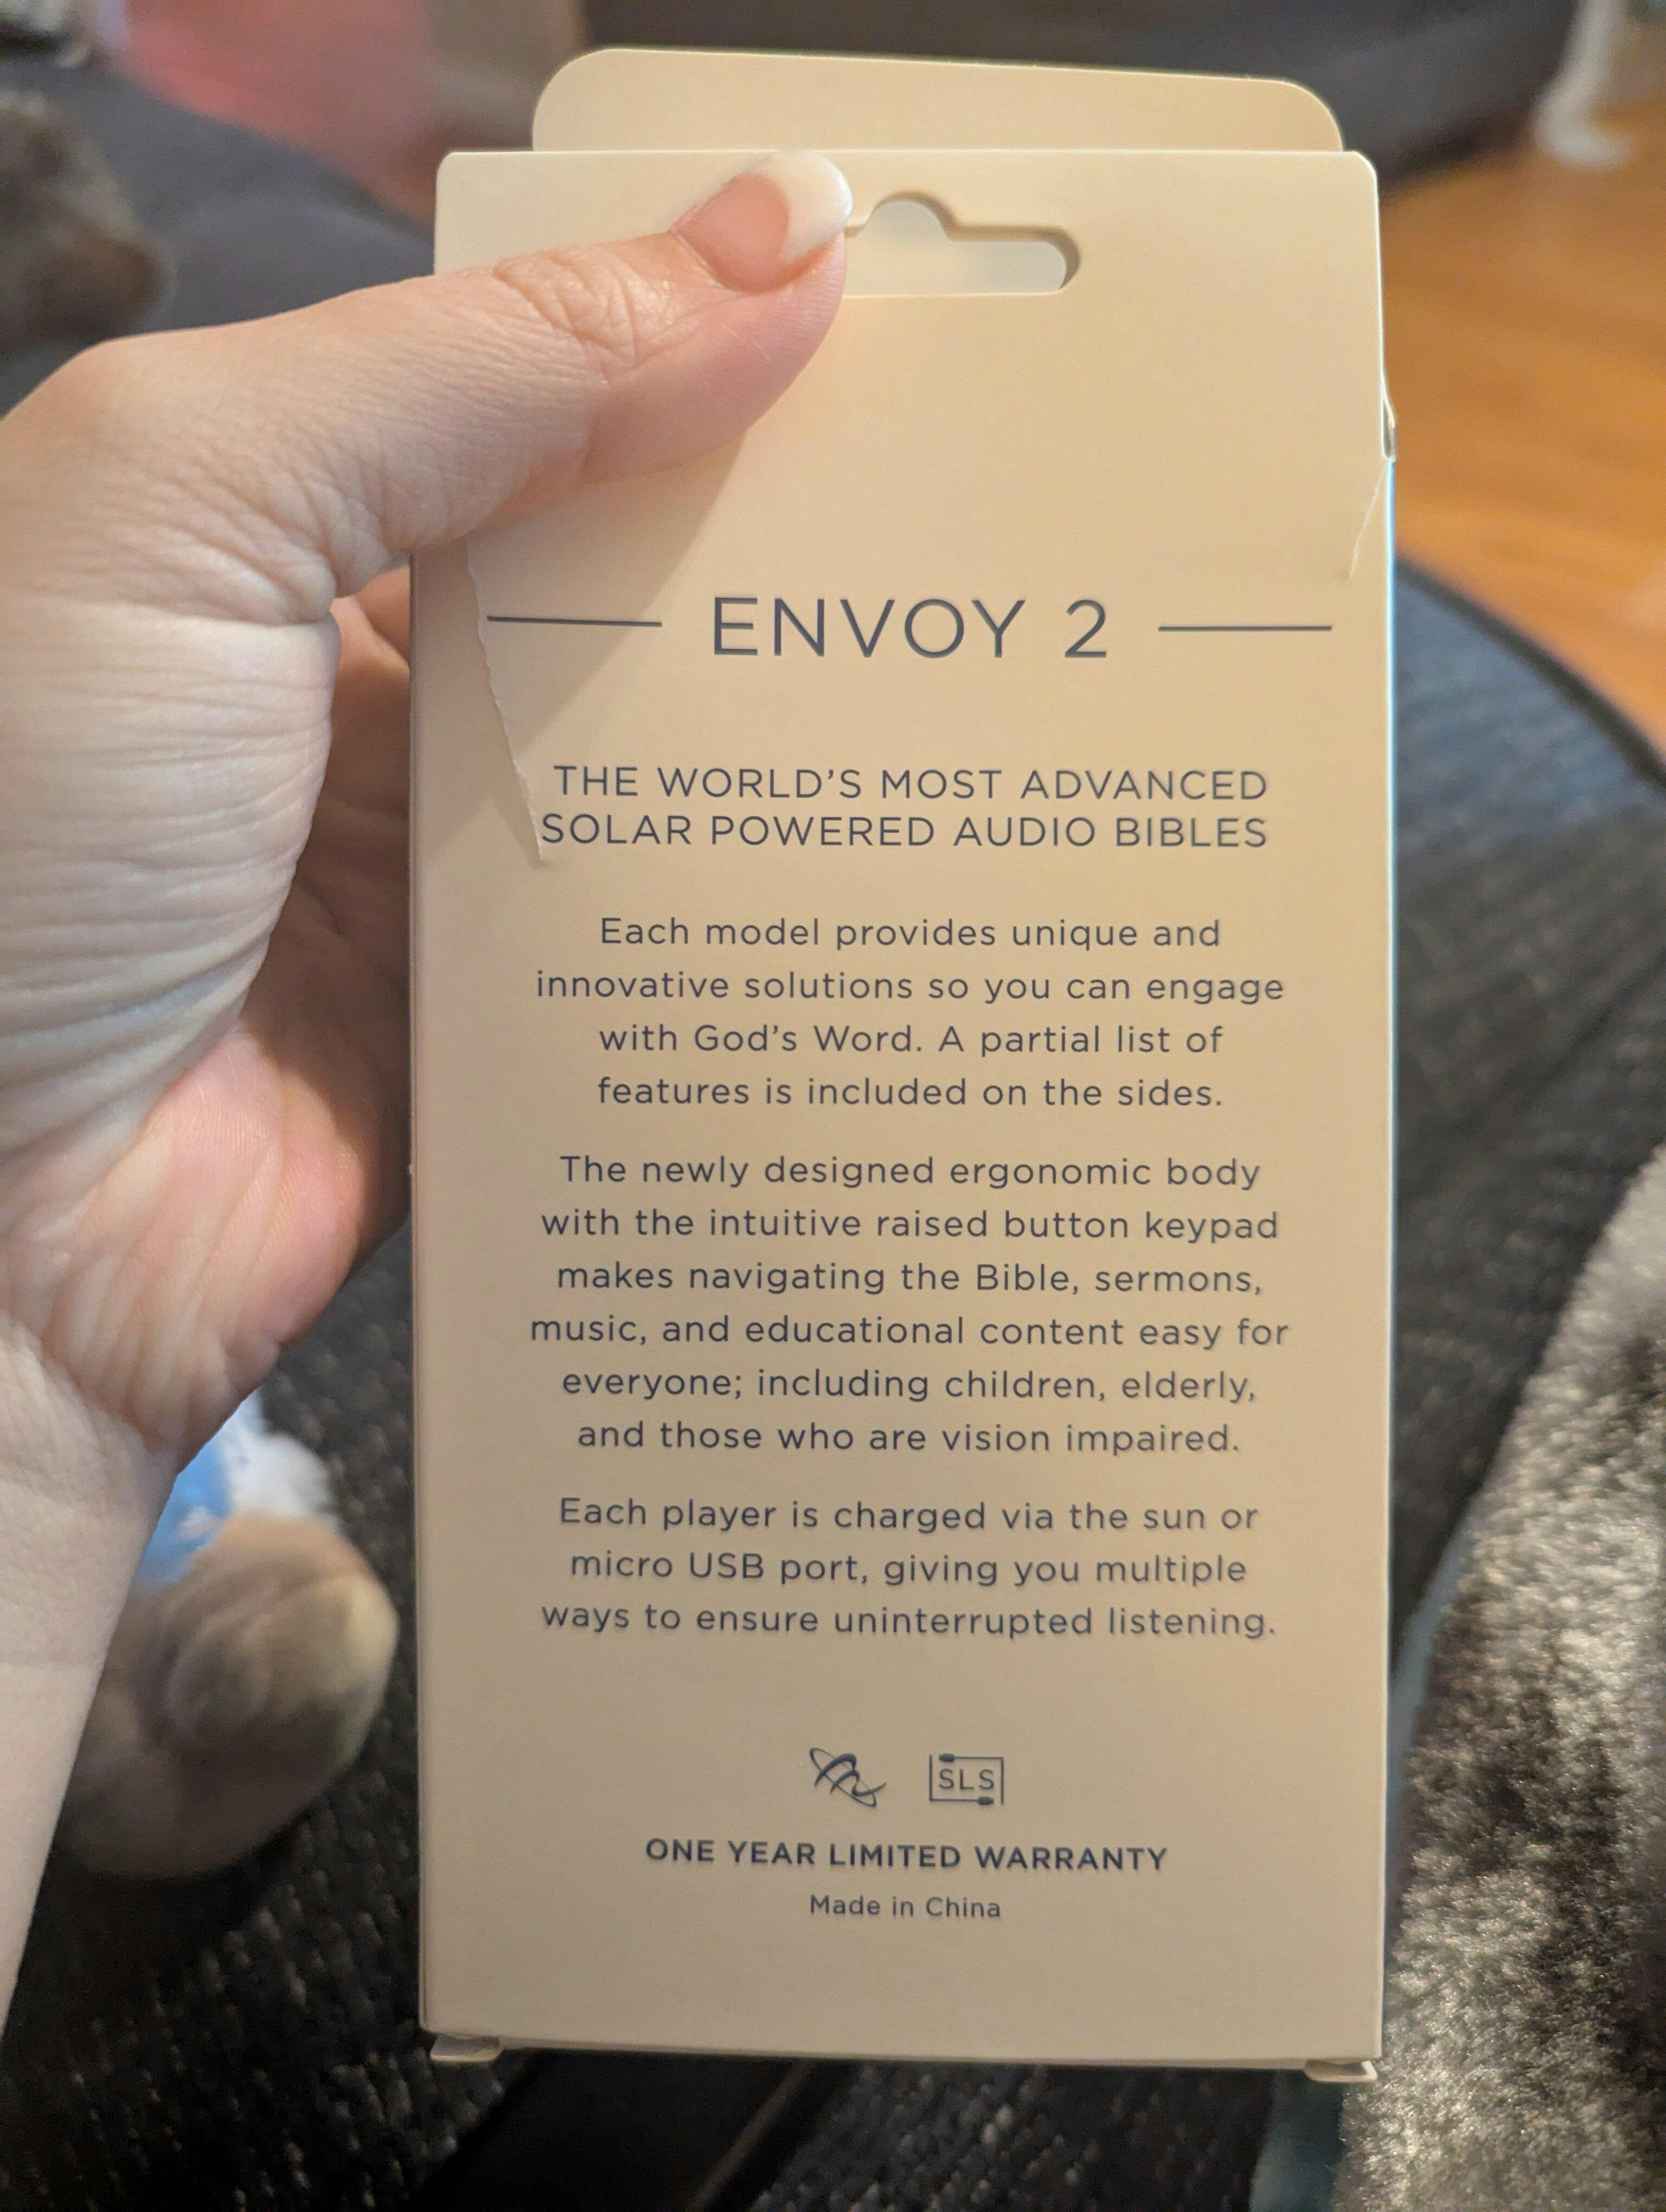 ENVOY 2
THE WORLD'S MOST ADVANCED
SOLAR POWERED AUDIO BIBLES
Each model provides unique and
innovative solutions so you can engage
with God's Word. A partial list of
features is included on the sides.
The newly designed ergonomic body
with the intuitive raised button keypad
makes navigating the Bible, sermons,
music, and educational content easy for
everyone; including children, elderly,
and those who are vision impaired.
Each player is charged via the sun or
micro USB port, giving you multiple
ways to ensure uninterrupted listening.
SLS
ONE YEAR LIMITED WARRANTY
Made in China